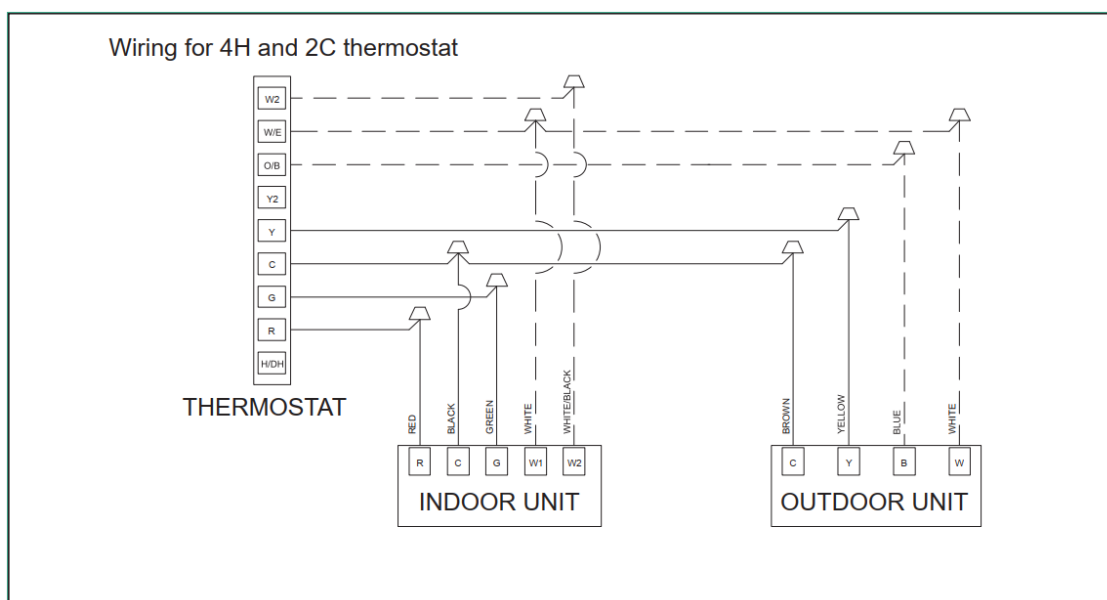 Wiring for 4H and 2C thermostat
W2
W/E
O/B
Y2
Y
C
G
R
H/DH
THERMOSTAT
RED
BLACK
GREEN
WHITE
WHITE/BLACK
BROWN
YELLOW
BLUE
WHITE
R C G W1 W2
C Y B W
INDOOR UNIT
OUTDOOR UNIT